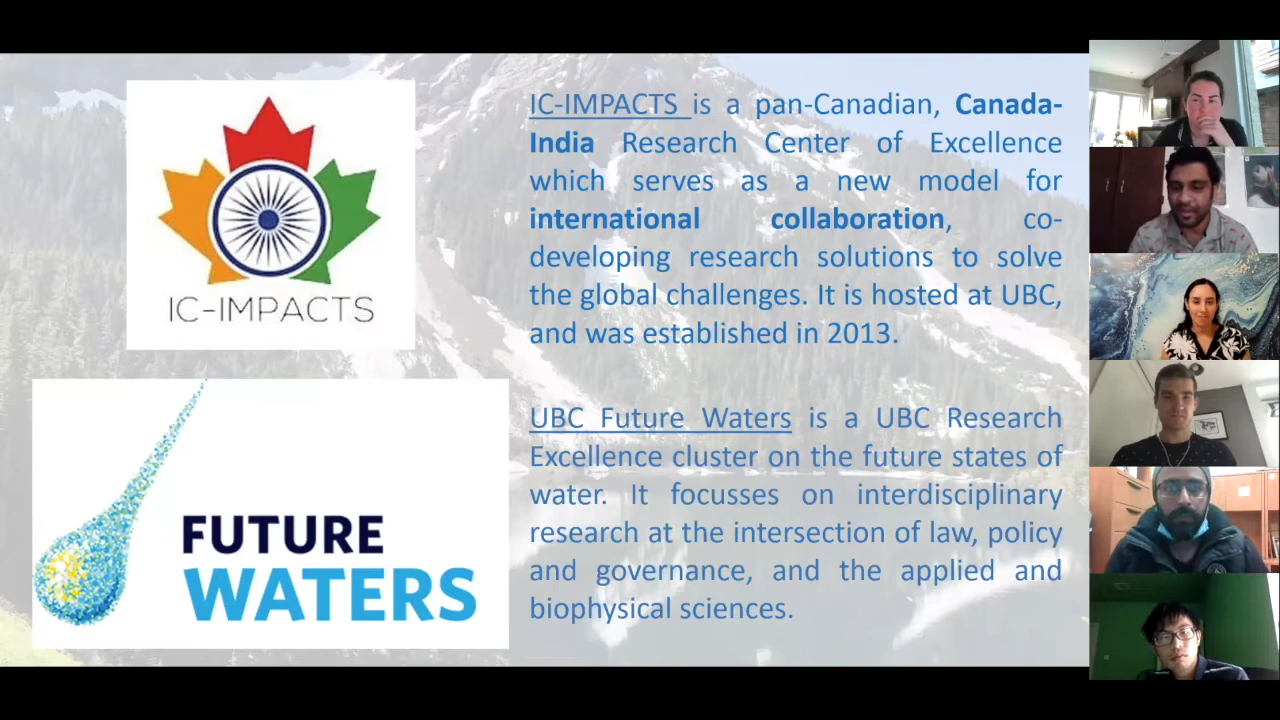 IC-IMPACTS
IC-IMPACTS is a pan-Canadian, Canada-
India Research Center of Excellence
which serves as a new model for
international collaboration, co-
developing research solutions to solve
the global challenges. It is hosted at UBC,
and was established in 2013.
FUTURE
WATERS
UBC Future Waters is a UBC Research
Excellence cluster on the future states of
water. It focusses on interdisciplinary
research at the intersection of law, policy
and governance, and the applied and
biophysical sciences.